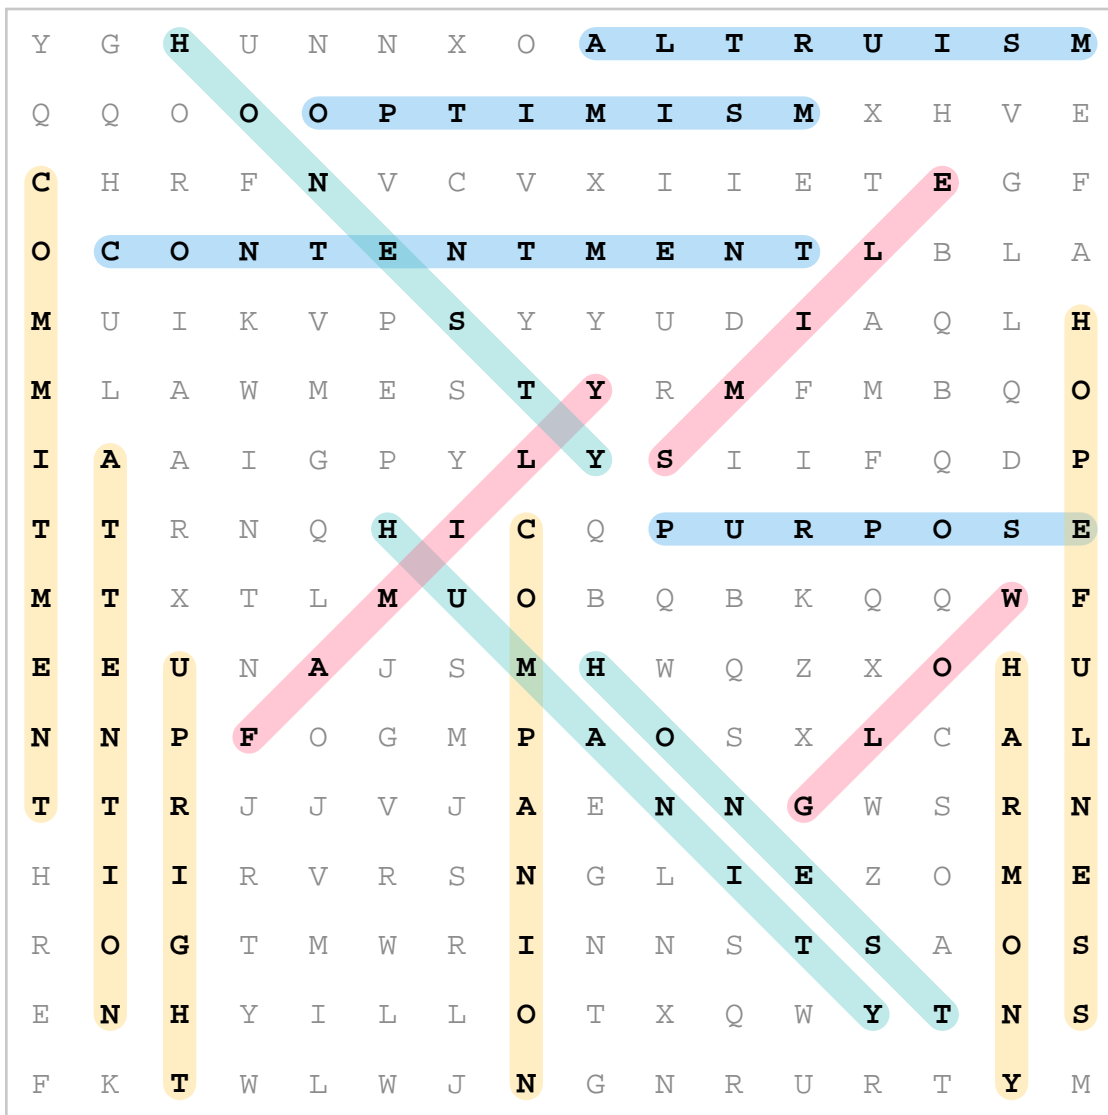 Y G H U N N X O A L T R U I S M
Q Q O O O P T I M I S M X H V E
C H R F N V C V X I I E T E G F
O C O N T E N T M E N T L B L A
M U I K V P S Y Y U D I A Q L H
M L A W M E S T Y R M F M B Q O
I A A I G P Y L Y S I I F Q D P
T T R N Q H I C Q P U R P O S E
M T X T L M U O B Q B K Q Q W F
E E U N A J S M H W Q Z X O H U
N N P F O G M P A O S X L C A L
T T R J J V J A E N N G W S R N
H I I R V R S N G L I E Z O M E
R O G T M W R I N N S T S A O S
E N H Y I L L O T X Q W Y T N S
F K T W L W J N G N R U R T Y M